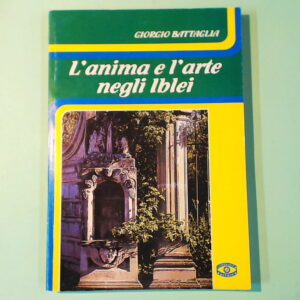 GIORGIO BATTAGLIA
L'anima e l'arte
negli Iblei